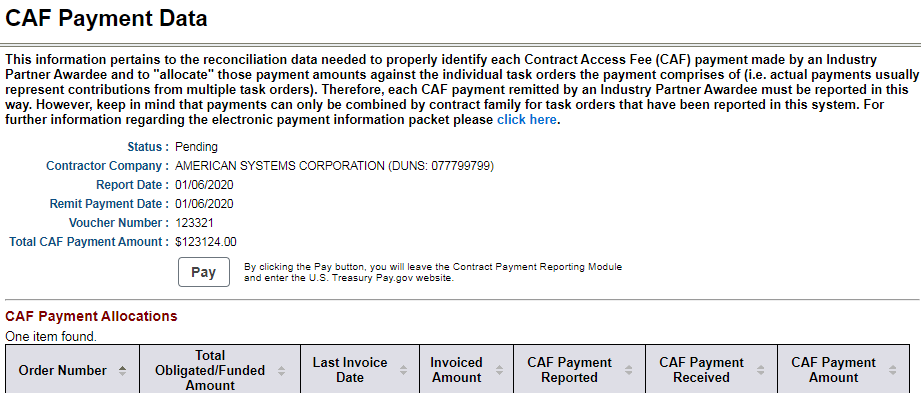 CAF Payment Data
This information pertains to the reconciliation data needed to properly identify each Contract Access Fee (CAF) payment made by an Industry
Partner Awardee and to "allocate" those payment amounts against the individual task orders the payment comprises of (i.e. actual payments usually
represent contributions from multiple task orders). Therefore, each CAF payment remitted by an Industry Partner Awardee must be reported in this
way. However, keep in mind that payments can only be combined by contract family for task orders that have been reported in this system. For
further information regarding the electronic payment information packet please click here.
Status : Pending
Contractor Company : AMERICAN SYSTEMS CORPORATION (DUNS: 077799799)
Report Date : 01/06/2020
Remit Payment Date : 01/06/2020
Voucher Number : 123321
Total CAF Payment Amount : $123124.00
Pay
By clicking the Pay button, you will leave the Contract Payment Reporting Module
and enter the U.S. Treasury Pay.gov website.
CAF Payment Allocations
One item found.
Order Number
Total
Obligated/Funded
Amount
Last Invoice
Date
Invoiced
Amount
CAF Payment
Reported
CAF Payment
Received
CAF Payment
Amount